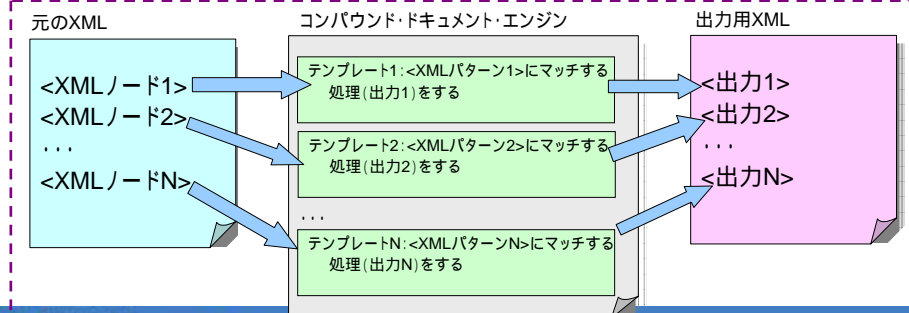 元のXML
コンパウンド・ドキュメント・エンジン
出力用XML
<XMLノード1>
<XMLノード2>
...
<XMLノードN>
テンプレート1:<XMLパターン1>にマッチする
処理(出力1)をする
テンプレート2:<XMLパターン2>にマッチする
処理(出力2)をする
...
テンプレートN:<XMLパターンN>にマッチする
処理(出力N)をする
<出力1>
<出力2>
...
<出力N>